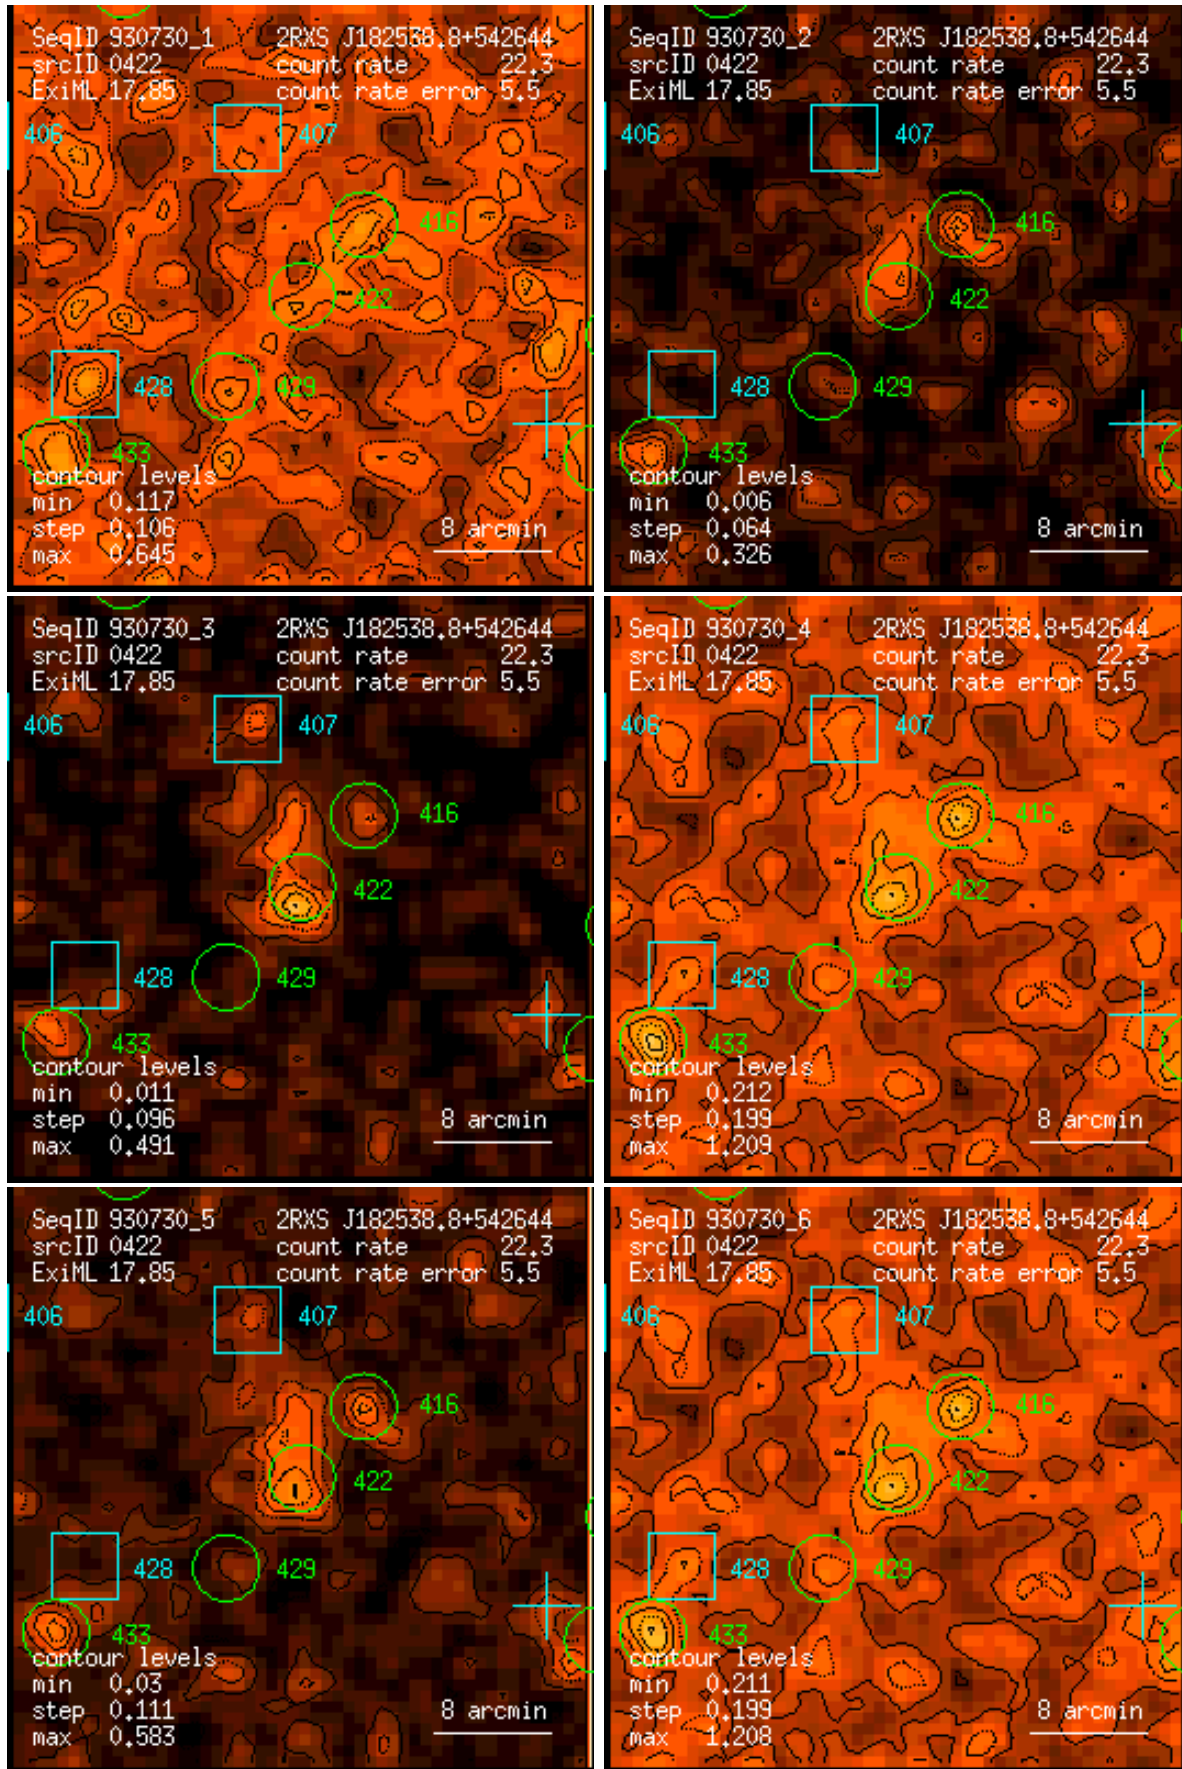 SeqID 930730_1 2RXS J182538.8+542644
srcID 0422 count rate 22.3
ExiML 17.85 count rate error 5.5
406 407
416
422
428 429
433
contour levels
min 0.117
step 0.106 8 arcmin
max 0.645
SeqID 930730_2 2RXS J182538.8+542644
srcID 0422 count rate 22.3
ExiML 17.85 count rate error 5.5
406 407
416
422
428 429
433
contour levels
min 0.006
step 0.064 8 arcmin
max 0.326
SeqID 930730_3 2RXS J182538.8+542644
srcID 0422 count rate 22.3
ExiML 17.85 count rate error 5.5
406 407
416
422
428 429
433
contour levels
min 0.011
step 0.096 8 arcmin
max 0.491
SeqID 930730_4 2RXS J182538.8+542644
srcID 0422 count rate 22.3
ExiML 17.85 count rate error 5.5
406 407
416
422
428 429
433
contour levels
min 0.212
step 0.199 8 arcmin
max 1.209
SeqID 930730_5 2RXS J182538.8+542644
srcID 0422 count rate 22.3
ExiML 17.85 count rate error 5.5
406 407
416
422
428 429
433
contour levels
min 0.03
step 0.111 8 arcmin
max 0.583
SeqID 930730_6 2RXS J182538.8+542644
srcID 0422 count rate 22.3
ExiML 17.85 count rate error 5.5
406 407
416
422
428 429
433
contour levels
min 0.211
step 0.199 8 arcmin
max 1.208